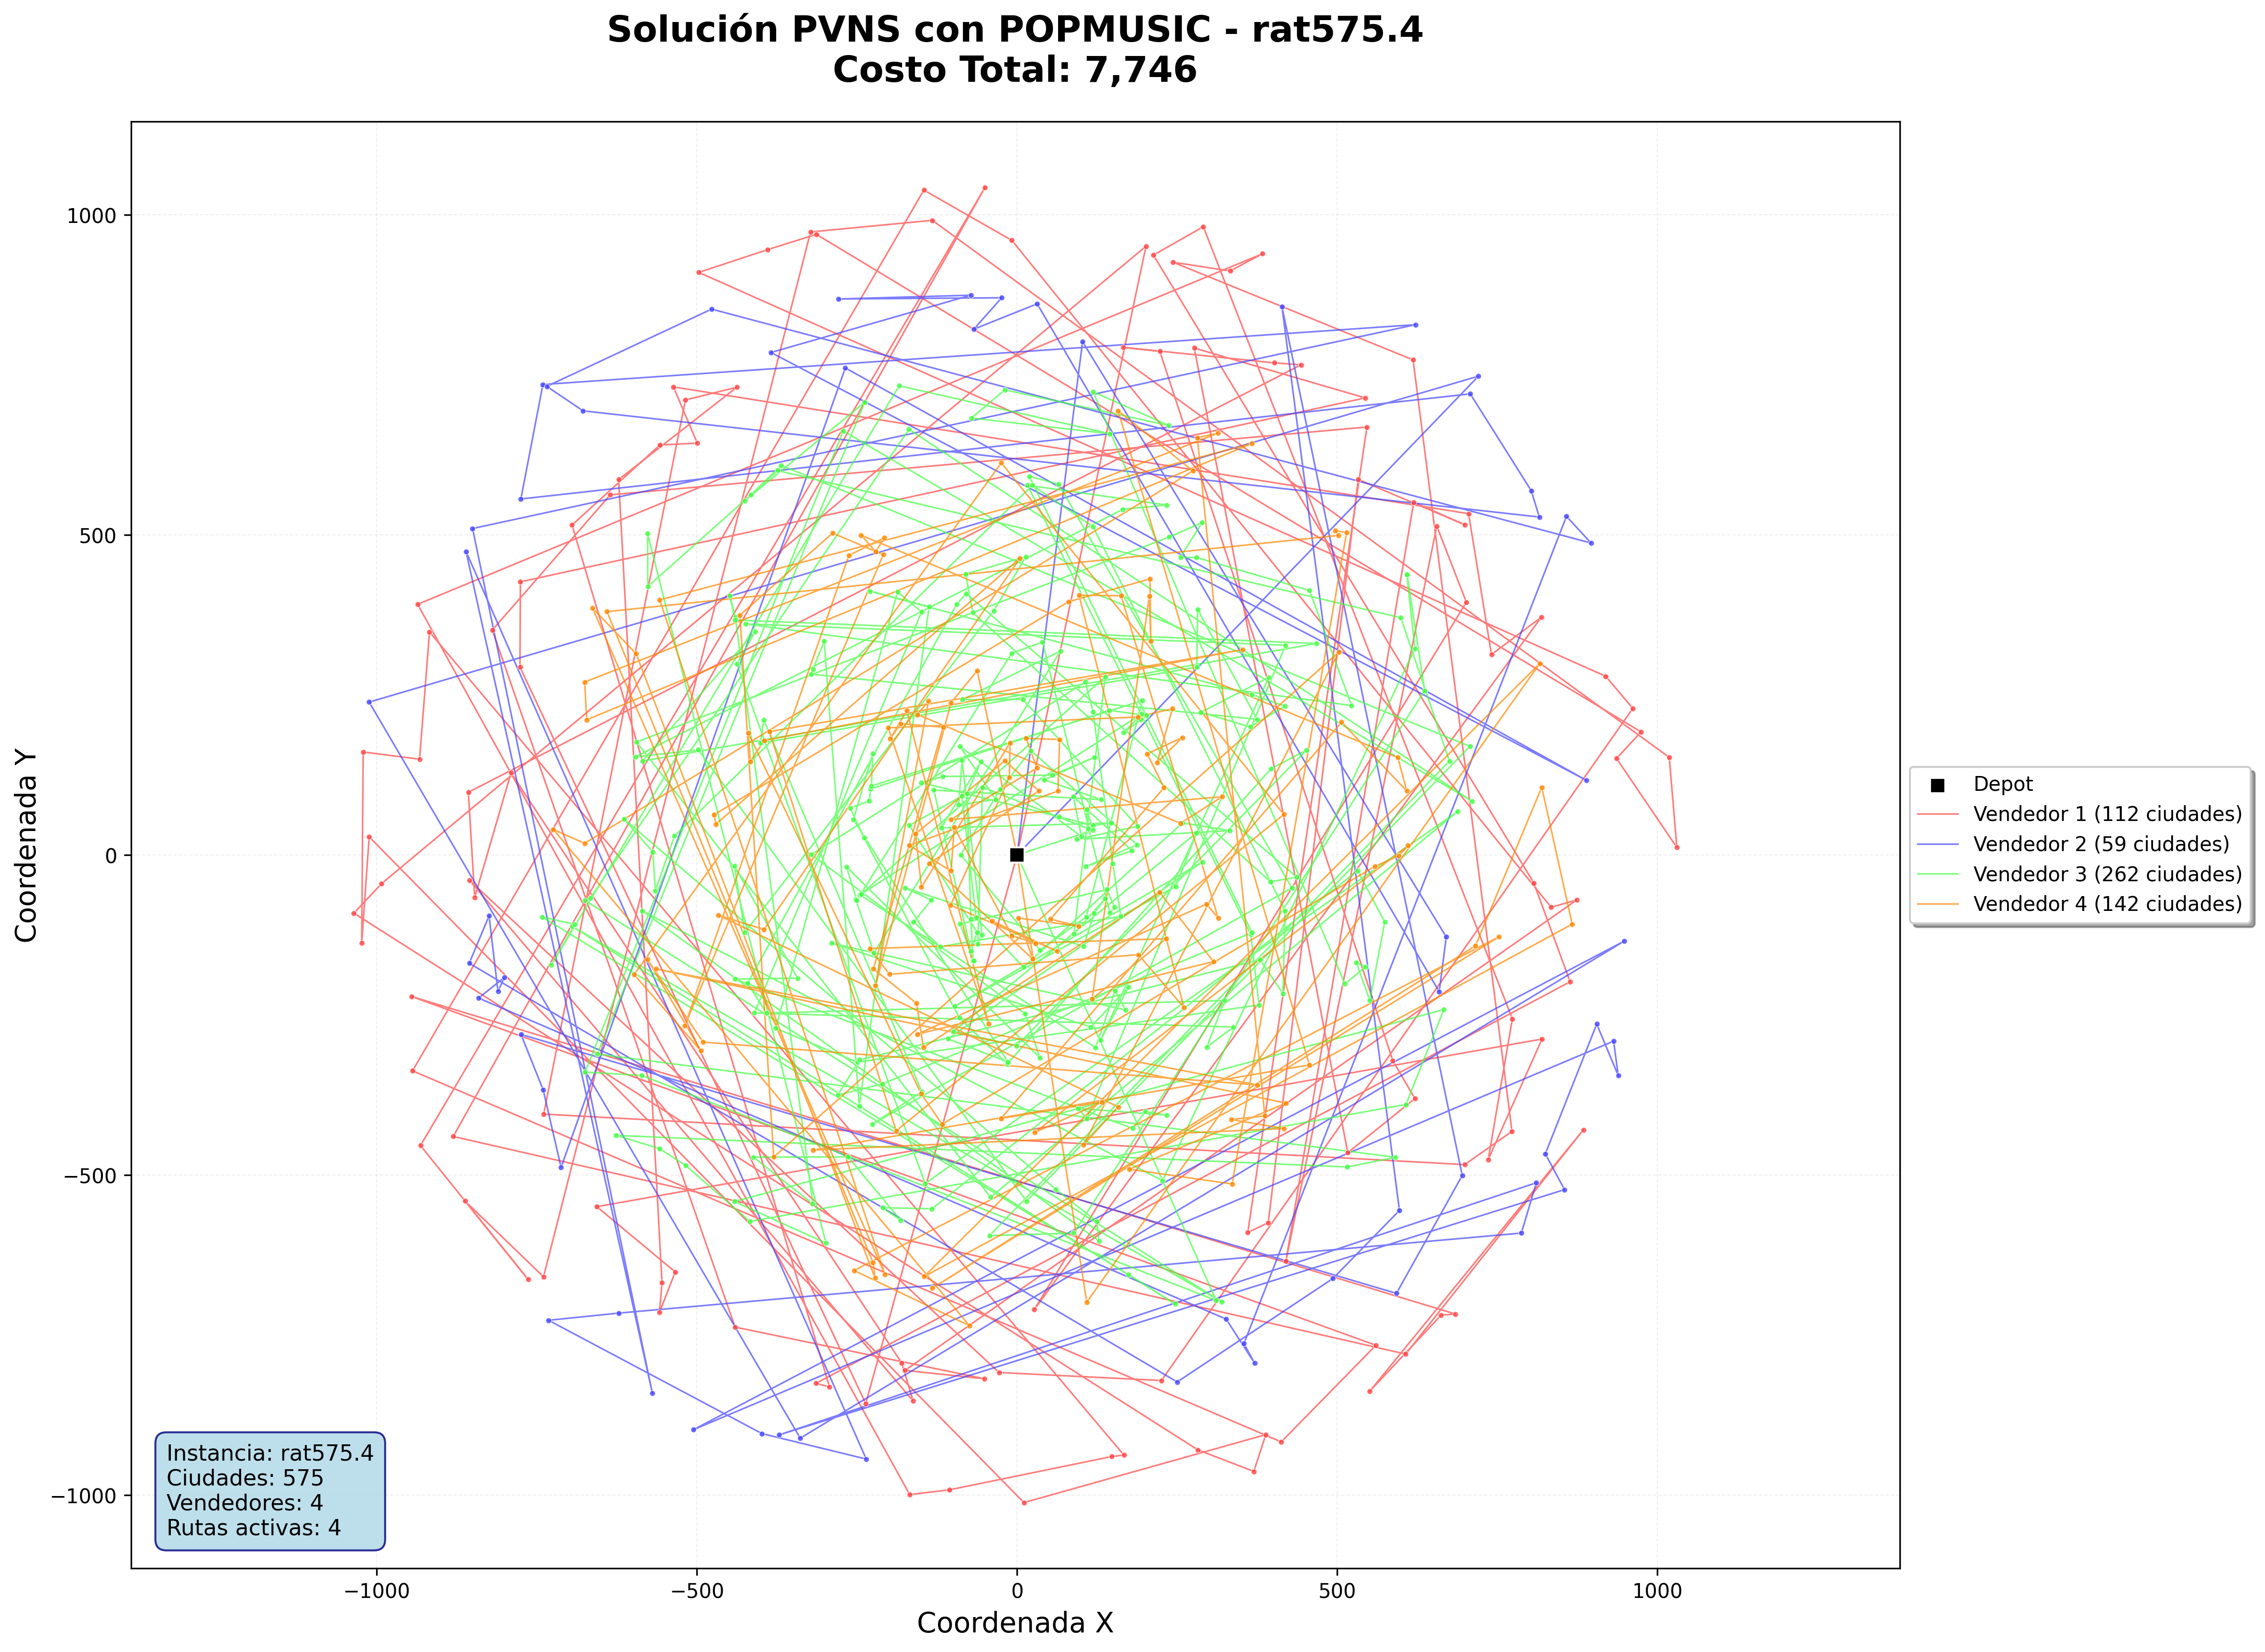 Solución PVNS con POPMUSIC - rat575.4
Costo Total: 7,746
Coordenada Y
1000
500
0
−500
−1000
−1000
−500
0
500
1000
Coordenada X
Depot
Vendedor 1 (112 ciudades)
Vendedor 2 (59 ciudades)
Vendedor 3 (262 ciudades)
Vendedor 4 (142 ciudades)
Instancia: rat575.4
Ciudades: 575
Vendedores: 4
Rutas activas: 4